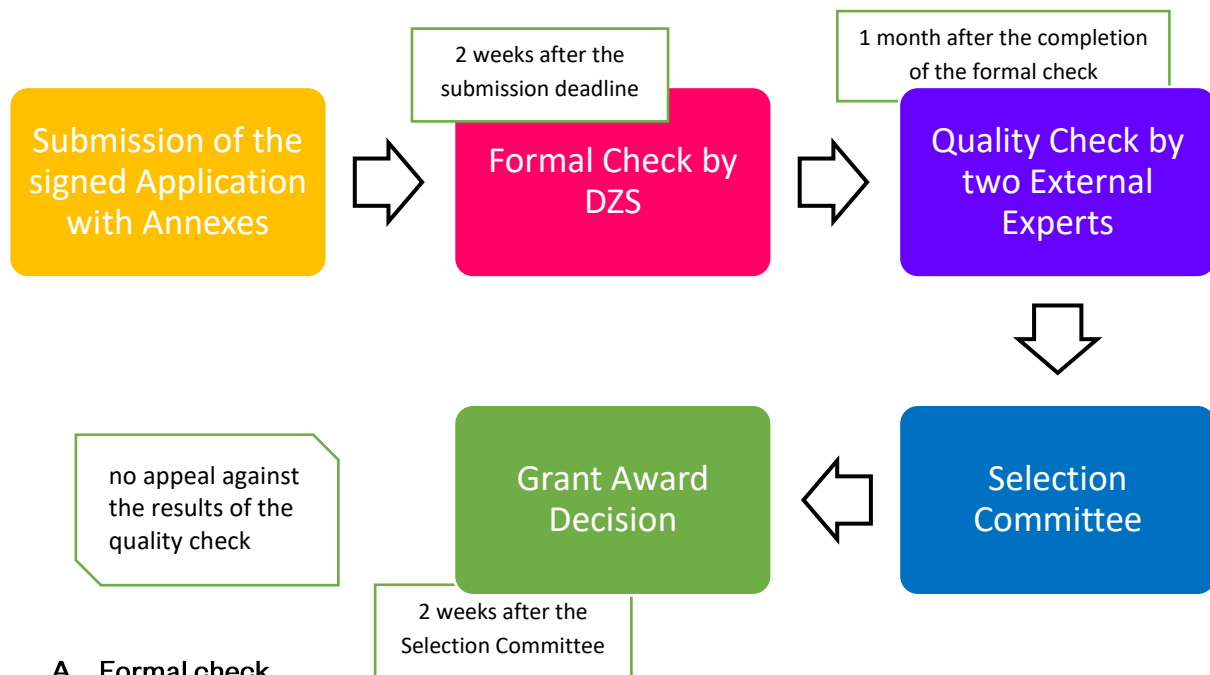 2 weeks after the
submission deadline
1 month after the completion
of the formal check
Submission of the
signed Application
with Annexes
Formal Check by
DZS
Quality Check by
two External
Experts
no appeal against
the results of the
quality check
Grant Award
Decision
Selection
Committee
2 weeks after the
Selection Committee
A Formal check